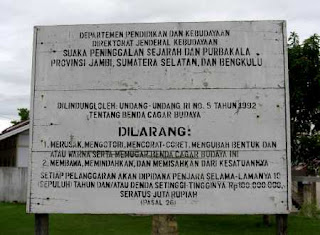 DEPARTEMEN PENDIDIKAN DAN KEBUDAYAAN
DIREKTORAT JENDERAL KEBUDAYAAN
SUAKA PENINGGALAN SEJARAH DAN PURBAKALA
PROVINSI JAMBI, SUMATERA SELATAN, DAN BENGKULU
DILINDUNGI OLEH: UNDANG-UNDANG RI NO. 5 TAHUN 1992
TENTANG BENDA CAGAR BUDAYA
DILARANG:
1. MERUSAK, MENGOTORI, MENCORAT-CORET, MENGUBAH BENTUK DAN
ATAU WARNA SERTA MEMUGAR BENDA CAGAR BUDAYA INI
2. MEMBAWA, MEMINDAHKAN, DAN MEMISAHKAN DARI KESATUANNYA
SETIAP PELANGGARAN AKAN DIPIDANA PENJARA SELAMA-LAMANYA 10
(SEPULUH) TAHUN DAN/ATAU DENDA SETINGGI-TINGGINYA Rp 100.000.000,
SERATUS JUTA RUPIAH
(PASAL 26)